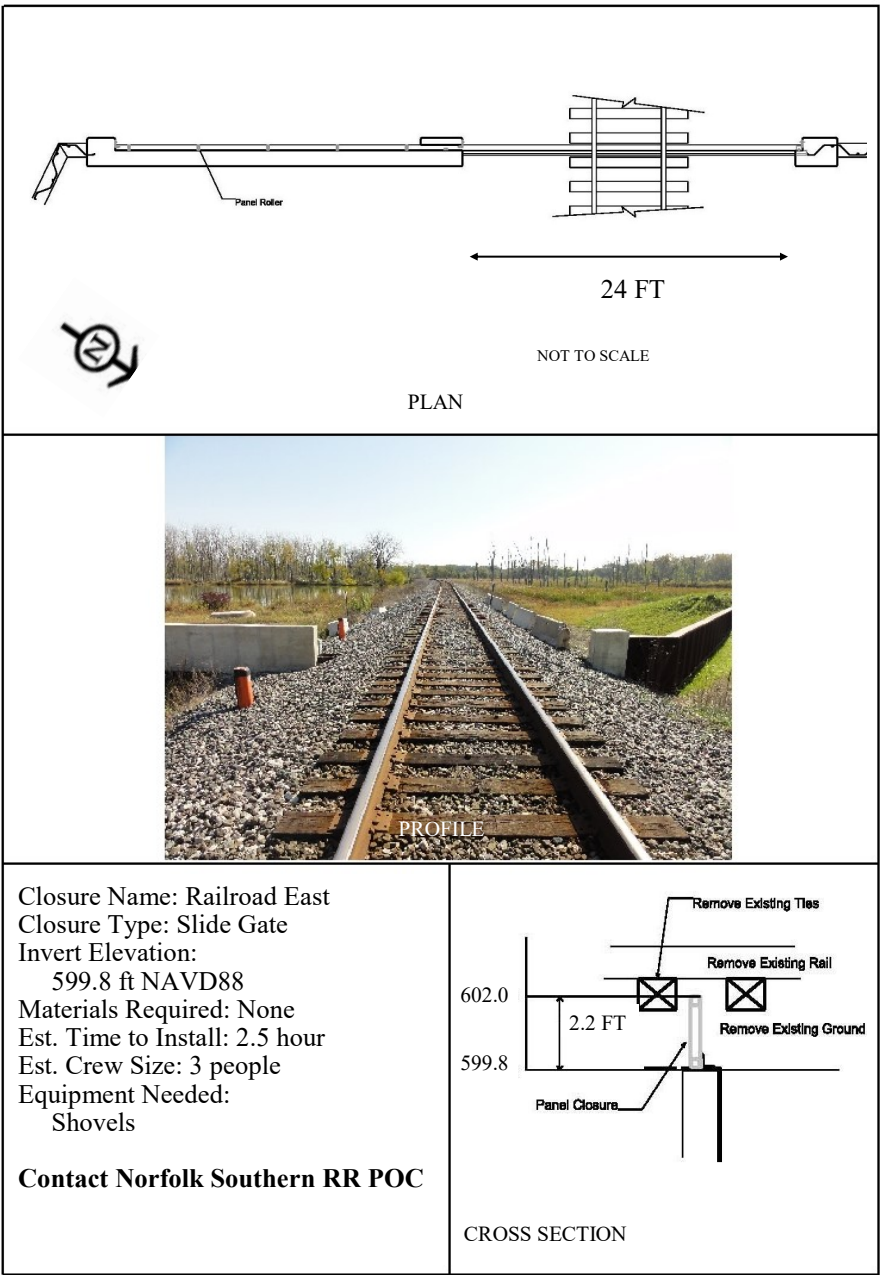 Panel Roller
24 FT
N
NOT TO SCALE
PLAN
PROFILE
Closure Name: Railroad East
Closure Type: Slide Gate
Invert Elevation:
599.8 ft NAVD88
Materials Required: None
Est. Time to Install: 2.5 hour
Est. Crew Size: 3 people
Equipment Needed:
Shovels
Contact Norfolk Southern RR POC
Remove Existing Ties
Remove Existing Rail
602.0
2.2 FT
Remove Existing Ground
599.8
Panel Closure
CROSS SECTION